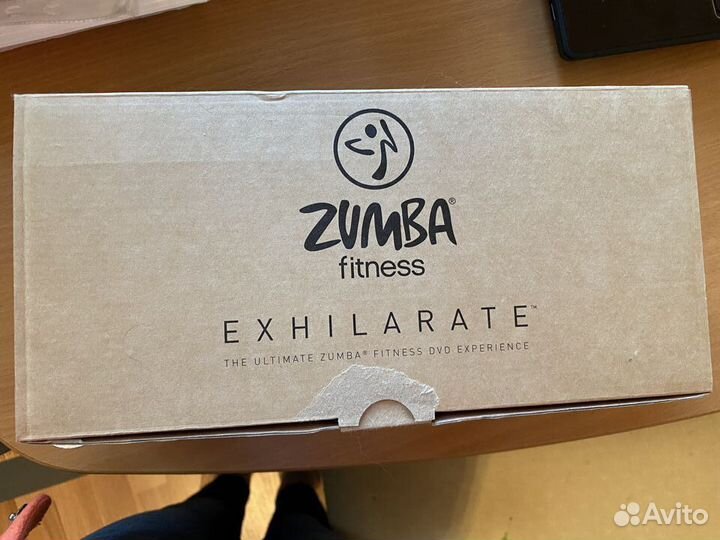 ZUMBA®
fitness
EXHILARATE™
THE ULTIMATE ZUMBA® FITNESS DVD EXPERIENCE
Avito